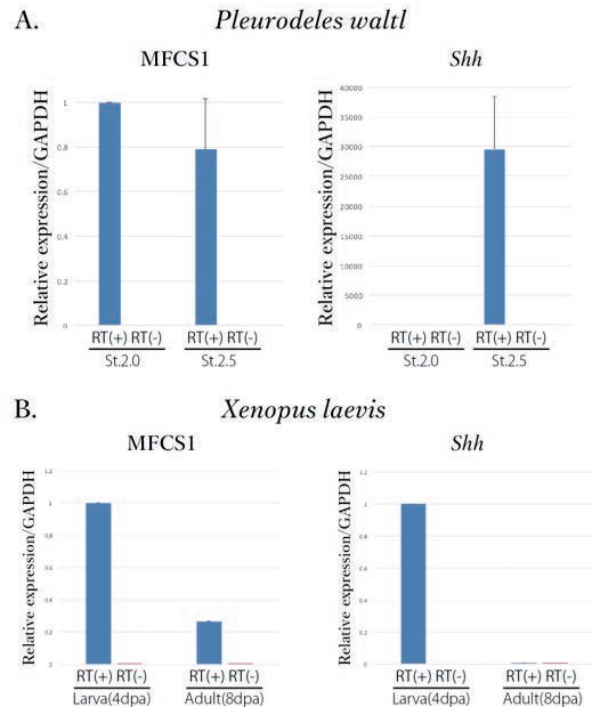 A. Pleurodeles waltl
MFCS1
Shh
Relative expression/GAPDH
1
0.8
0.6
0.4
0.2
0
RT(+) RT(-) RT(+) RT(-)
St.2.0 St.2.5
Relative expression/GAPDH
40000
35000
30000
25000
20000
15000
10000
5000
0
RT(+) RT(-) RT(+) RT(-)
St.2.0 St.2.5
B. Xenopus laevis
MFCS1
Shh
Relative expression/GAPDH
1.2
1
0.8
0.6
0.4
0.2
0
RT(+) RT(-) RT(+) RT(-)
Larva(4dpa) Adult(8dpa)
Relative expression/GAPDH
1.2
1
0.8
0.6
0.4
0.2
0
RT(+) RT(-) RT(+) RT(-)
Larva(4dpa) Adult(8dpa)